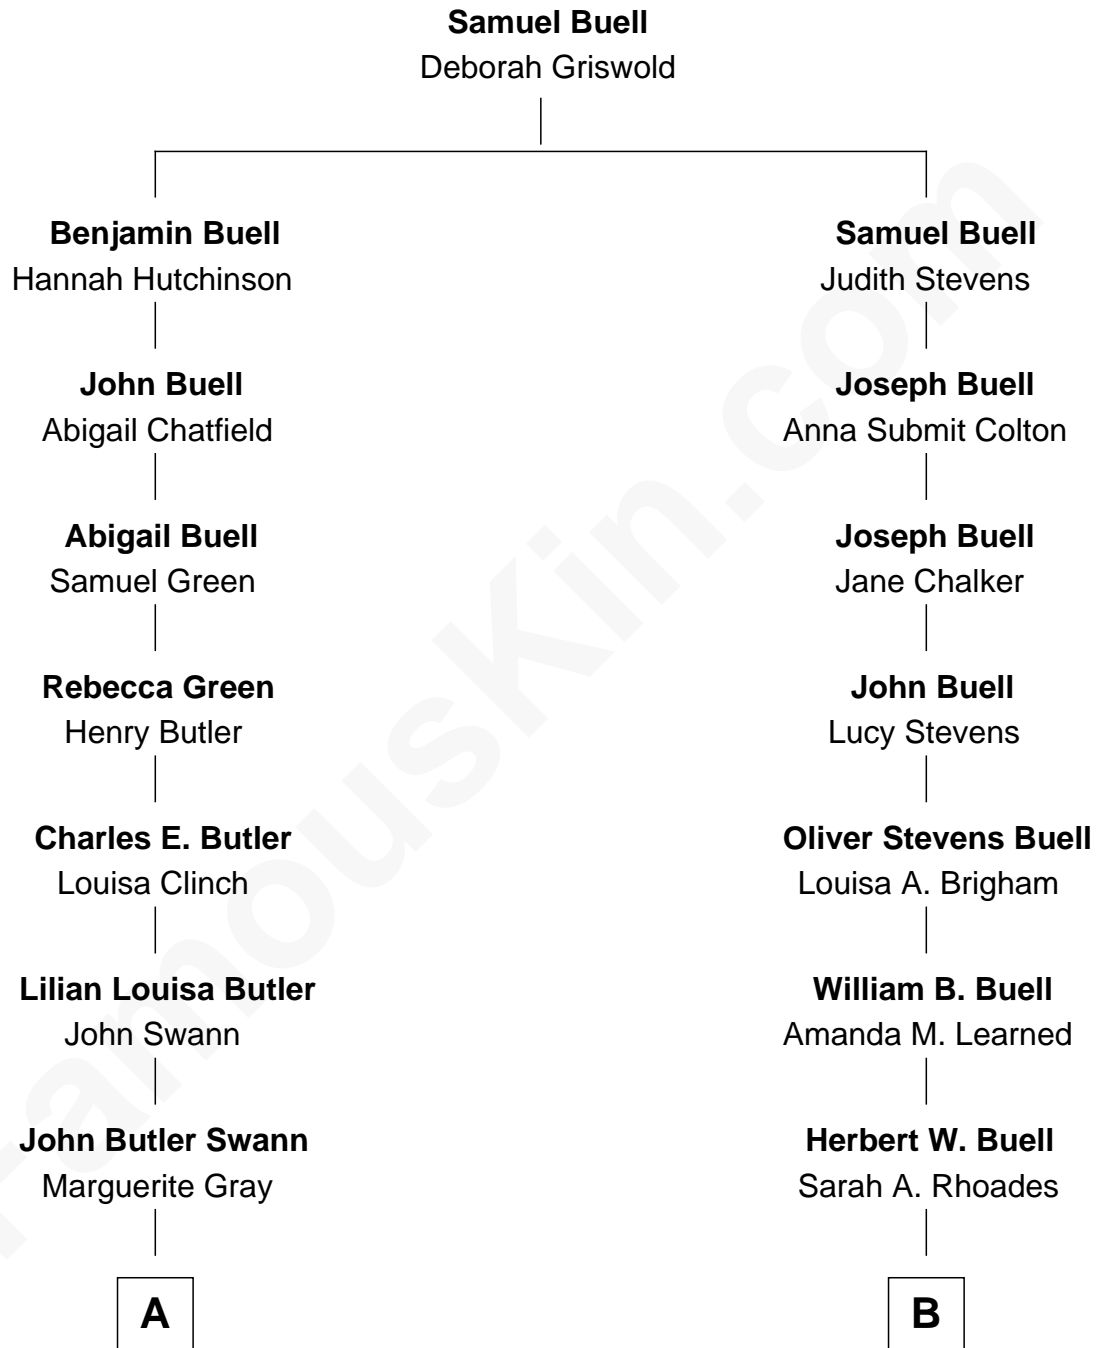 Samuel Buell
Deborah Griswold
Benjamin Buell
Hannah Hutchinson
John Buell
Abigail Chatfield
Abigail Buell
Samuel Green
Rebecca Green
Henry Butler
Charles E. Butler
Louisa Clinch
Lilian Louisa Butler
John Swann
John Butler Swann
Marguerite Gray
A
Samuel Buell
Judith Stevens
Joseph Buell
Anna Submit Colton
Joseph Buell
Jane Chalker
John Buell
Lucy Stevens
Oliver Stevens Buell
Louisa A. Brigham
William B. Buell
Amanda M. Learned
Herbert W. Buell
Sarah A. Rhoades
B
FamousKin.com